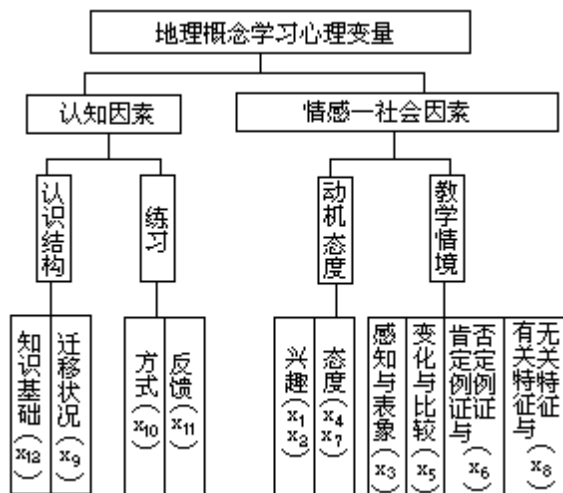 地理概念学习心理变量
认知因素
情感一社会因素
认识结构
练习
动机态度
教学情境
知识基础(x₁₂)
迁移状况(x₉)
方式(x₁₀)
反馈(x₁₁)
兴趣(x₁x₂)
态度(x₄x₇)
感知与表象(x₃)
变化与比较(x₅)
肯定例证与
否定例证(x₆)
有关特征与
无关特征(x₈)